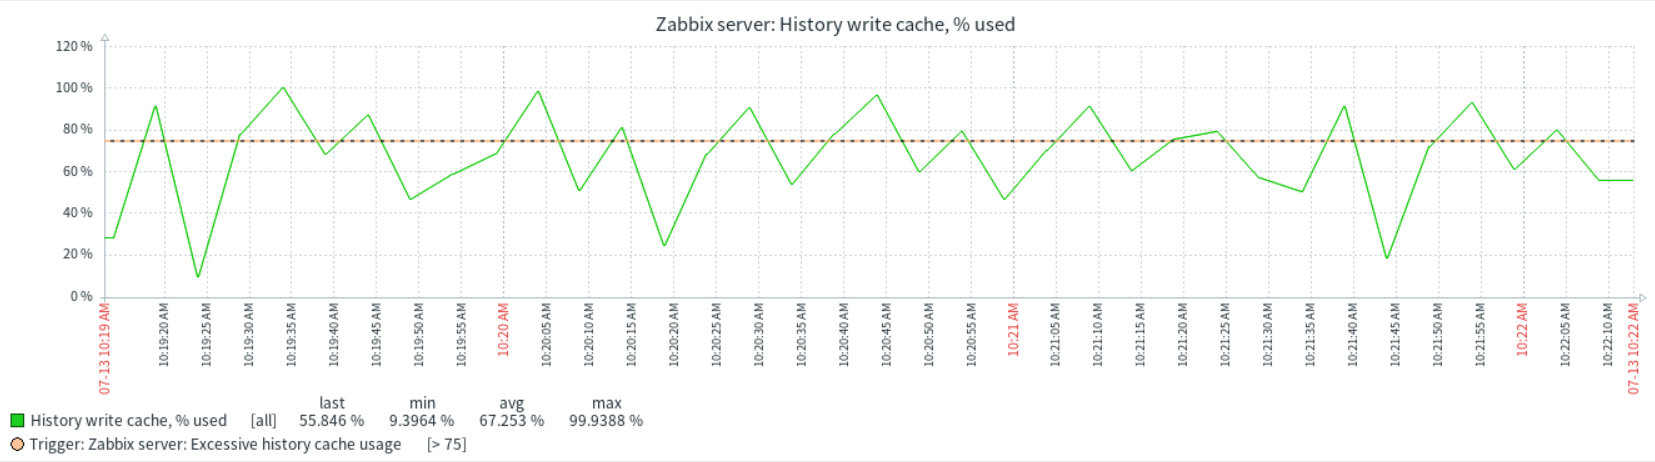 Zabbix server: History write cache, % used
120 %
100 %
80 %
60 %
40 %
20 %
0 %
07-13 10:19 AM
10:19:20 AM
10:19:25 AM
10:19:30 AM
10:19:35 AM
10:19:40 AM
10:19:45 AM
10:19:50 AM
10:19:55 AM
10:20 AM
10:20:05 AM
10:20:10 AM
10:20:15 AM
10:20:20 AM
10:20:25 AM
10:20:30 AM
10:20:35 AM
10:20:40 AM
10:20:45 AM
10:20:50 AM
10:20:55 AM
10:21 AM
10:21:05 AM
10:21:10 AM
10:21:15 AM
10:21:20 AM
10:21:25 AM
10:21:30 AM
10:21:35 AM
10:21:40 AM
10:21:45 AM
10:21:50 AM
10:21:55 AM
10:22 AM
10:22:05 AM
10:22:10 AM
07-13 10:22 AM
last min avg max
History write cache, % used [all] 55.846 % 9.3964 % 67.253 % 99.9388 %
Trigger: Zabbix server: Excessive history cache usage [> 75]